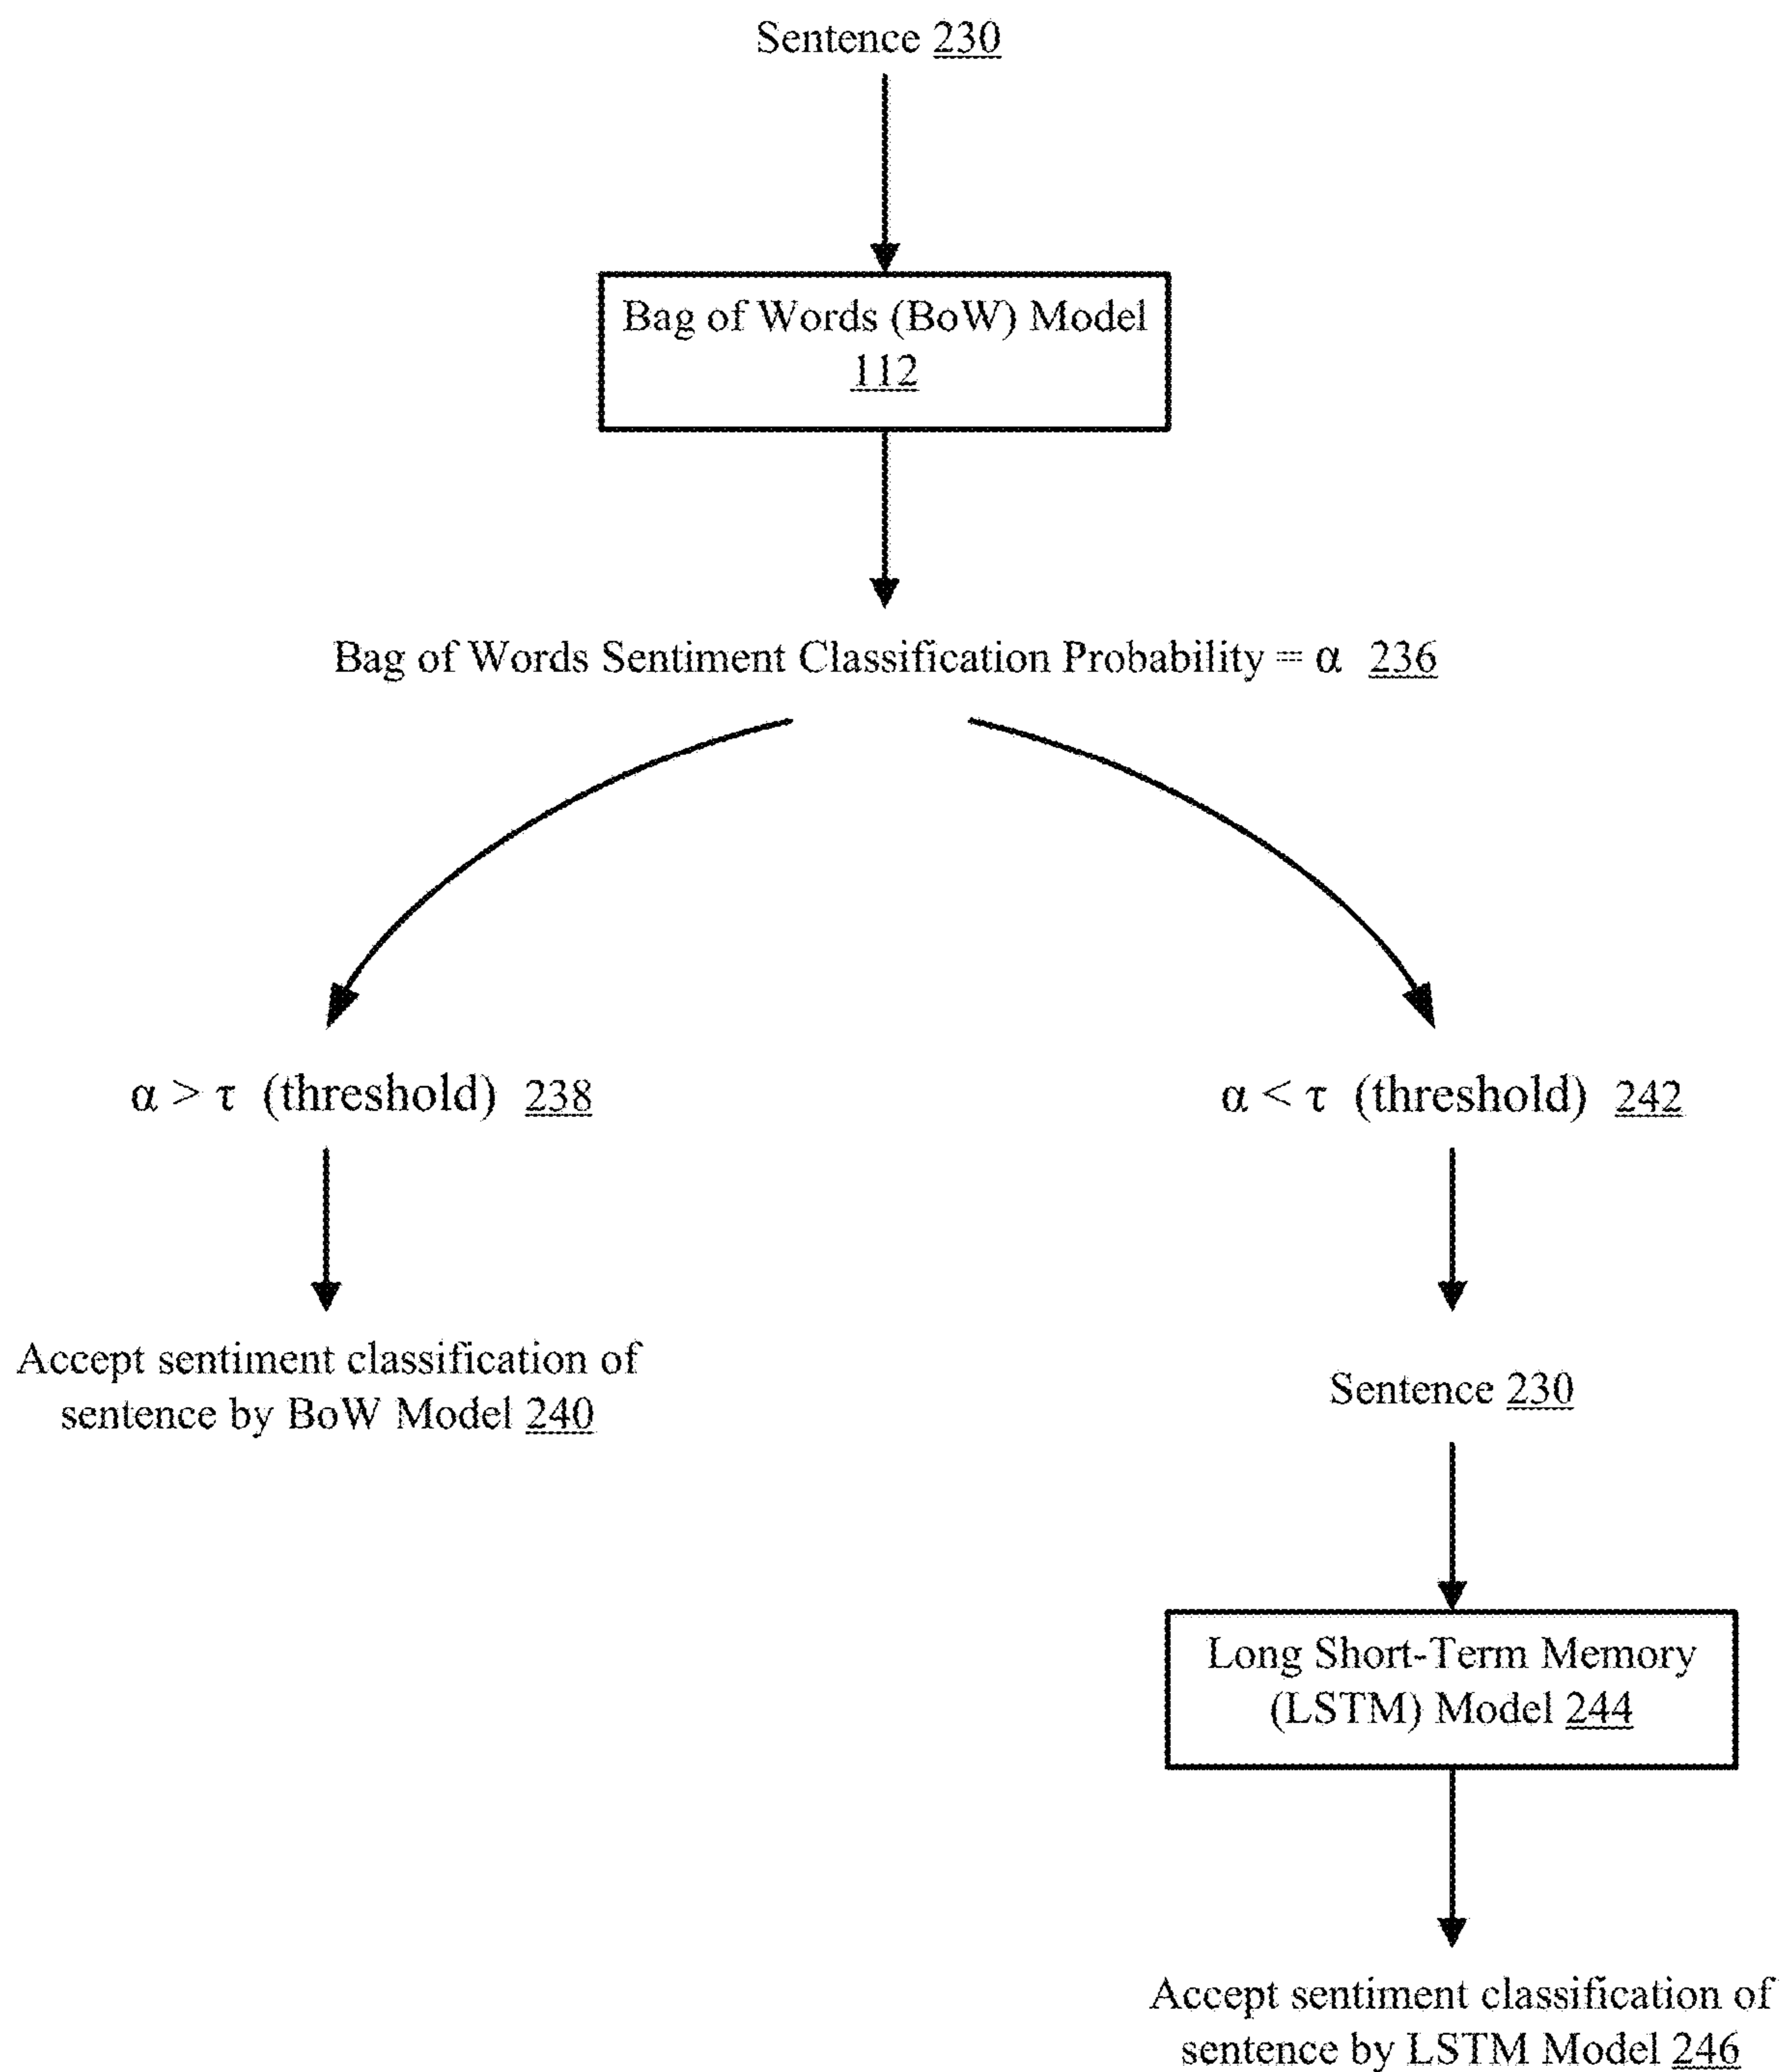 Sentence 230
Bag of Words (BoW) Model
112
Bag of Words Sentiment Classification Probability = α 236
α > τ (threshold) 238
α < τ (threshold) 242
Accept sentiment classification of
sentence by BoW Model 240
Sentence 230
Long Short-Term Memory
(LSTM) Model 244
Accept sentiment classification of
sentence by LSTM Model 246